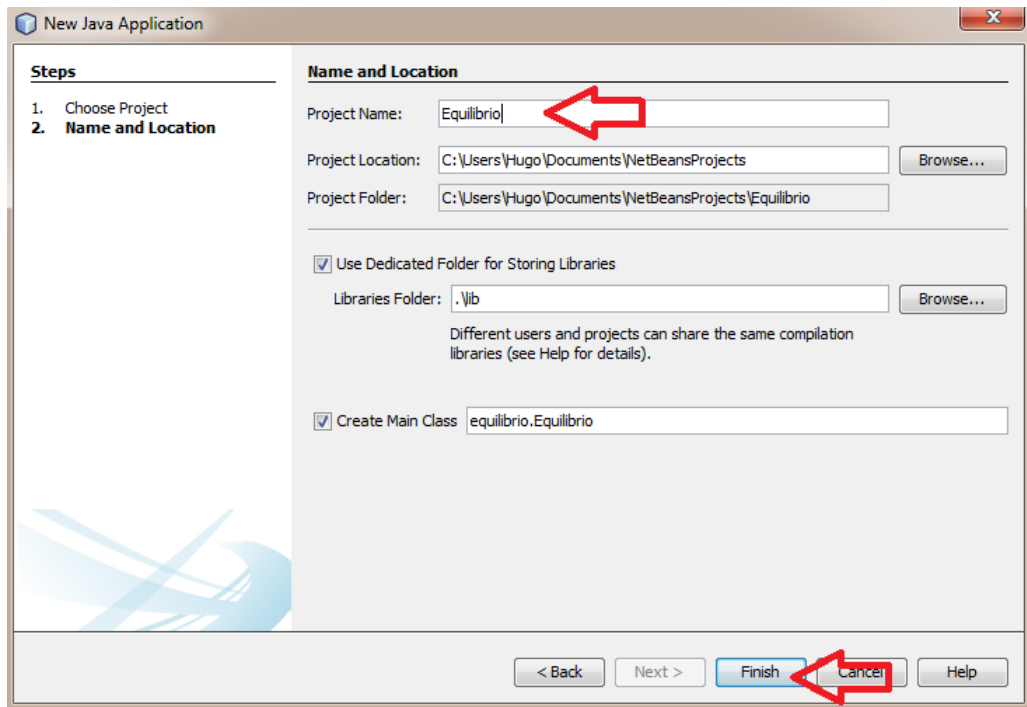 New Java Application
Steps
1. Choose Project
2. Name and Location
Name and Location
Project Name: Equilibrio
Project Location: C:\Users\Hugo\Documents\NetBeansProjects Browse...
Project Folder: C:\Users\Hugo\Documents\NetBeansProjects\Equilibrio
Use Dedicated Folder for Storing Libraries
Libraries Folder: .\lib Browse...
Different users and projects can share the same compilation
libraries (see Help for details).
Create Main Class equilibrio.Equilibrio
< Back Next > Finish Cancel Help